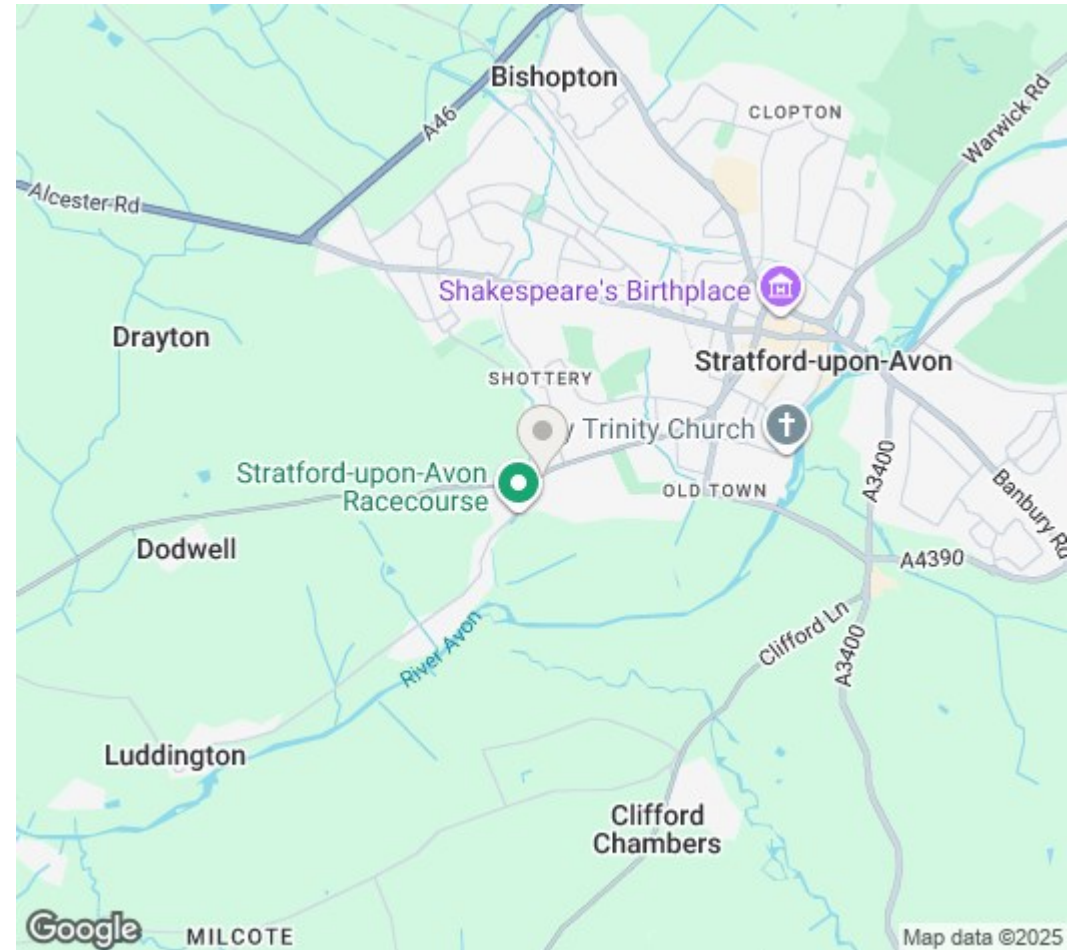 Bishopton
CLOPTON
A46
Warwick Rd
Alcester Rd
Shakespeare's Birthplace
Drayton
Stratford-upon-Avon
SHOTTERY
y Trinity Church
Stratford-upon-Avon
Racecourse
OLD TOWN
A3400
Banbury Rd
Dodwell
A4390
Clifford Ln
River Avon
A3400
Luddington
Clifford
Chambers
Google
MILCOTE
Map data ©2025